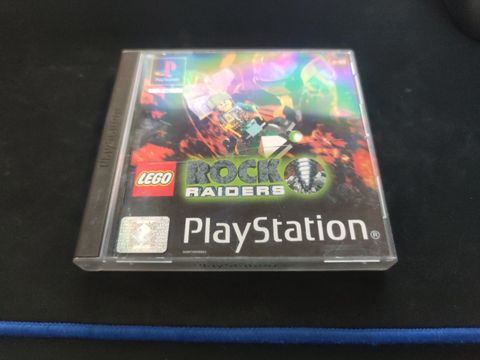 LEGO
ROCK
RAIDERS
PlayStation®